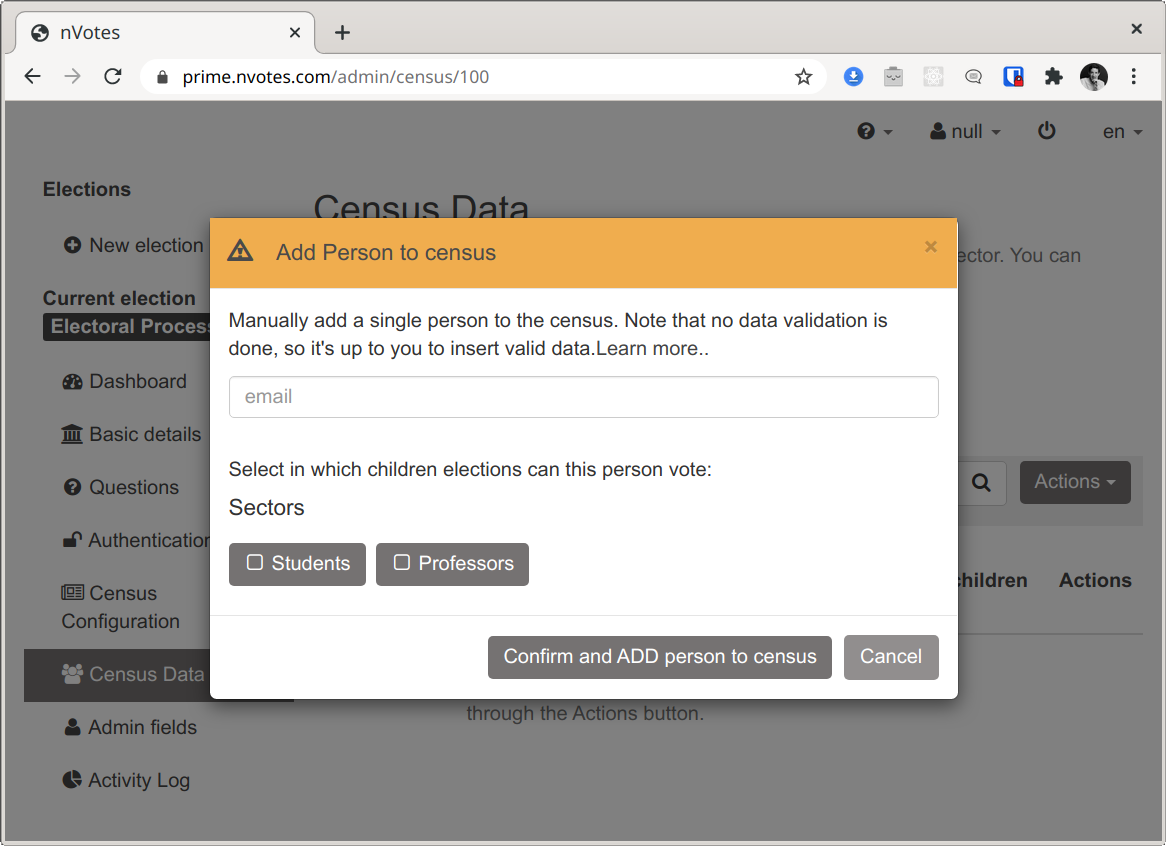 nVotes
prime.nvotes.com/admin/census/100
null
en
Elections
New election
Current election
Electoral Process
Dashboard
Basic details
Questions
Authentication
Census
Configuration
Census Data
Admin fields
Activity Log
Census Data
ector. You can
Actions
children
Actions
through the Actions button.
Add Person to census
×
Manually add a single person to the census. Note that no data validation is
done, so it's up to you to insert valid data.Learn more..
email
Select in which children elections can this person vote:
Sectors
Students
Professors
Confirm and ADD person to census
Cancel